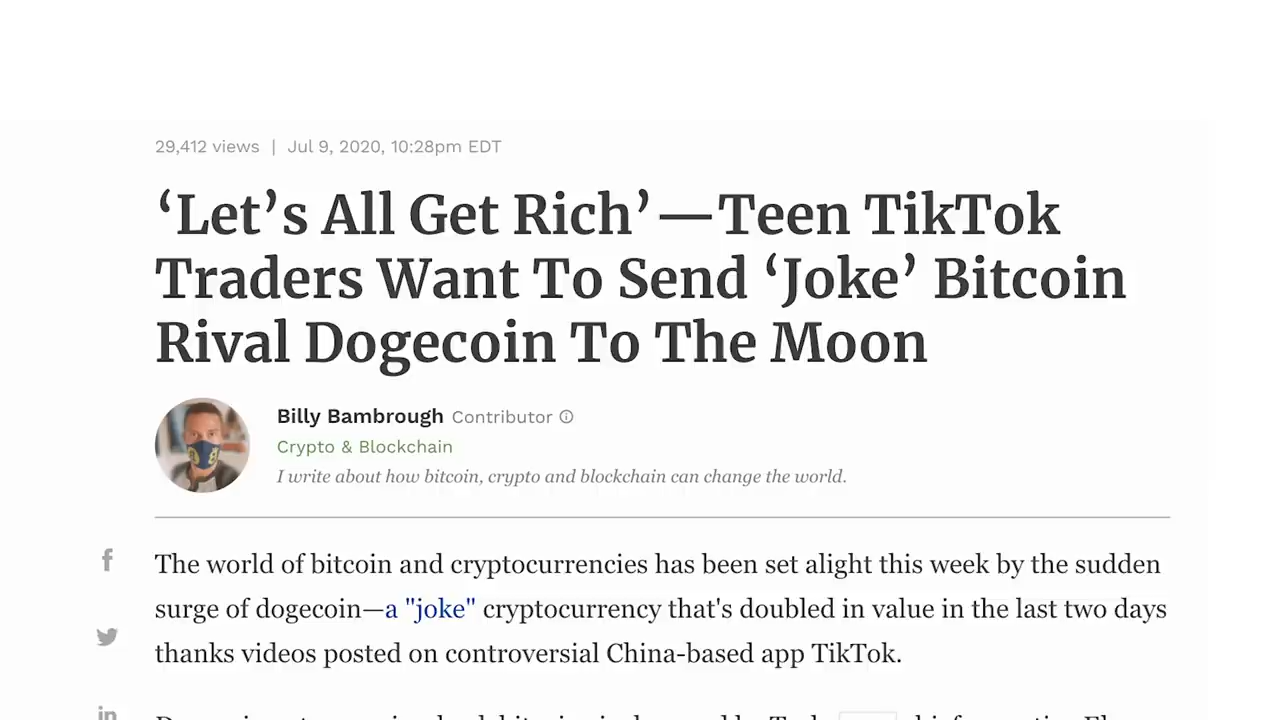 29,412 views | Jul 9, 2020, 10:28pm EDT
‘Let’s All Get Rich’—Teen TikTok
Traders Want To Send ‘Joke’ Bitcoin
Rival Dogecoin To The Moon
Billy Bambrough Contributor
Crypto & Blockchain
I write about how bitcoin, crypto and blockchain can change the world.
The world of bitcoin and cryptocurrencies has been set alight this week by the sudden
surge of dogecoin—a "joke" cryptocurrency that's doubled in value in the last two days
thanks videos posted on controversial China-based app TikTok.